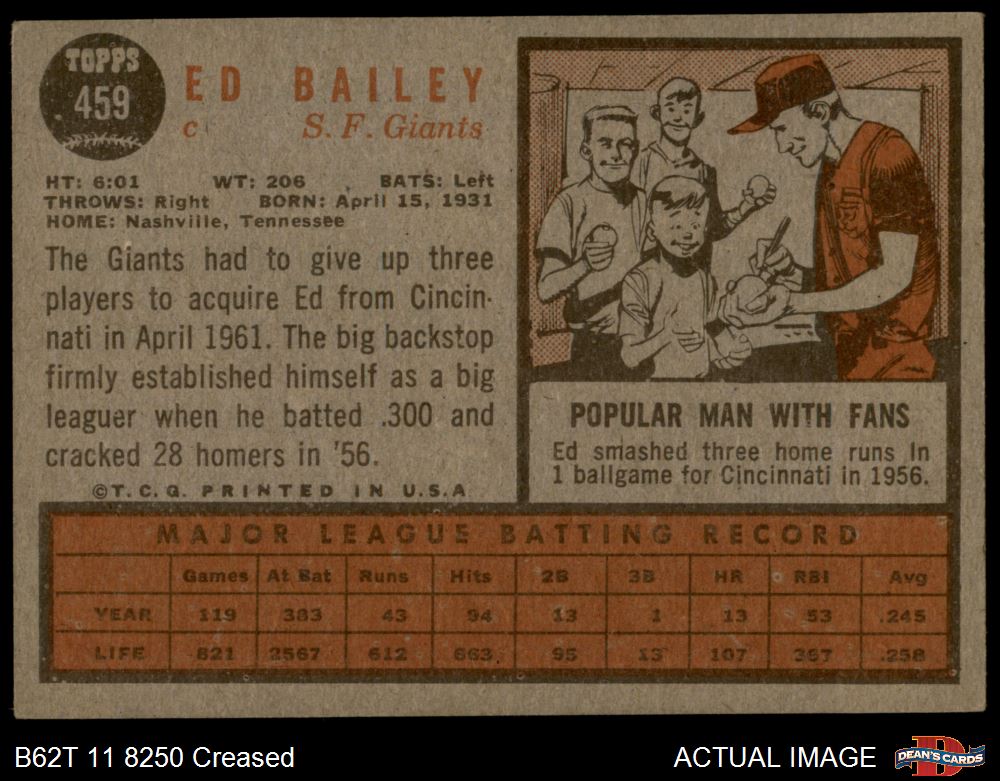 TOPPS
459
ED BAILEY
c S. F. Giants
HT: 6:01 WT: 206 BATS: Left
THROWS: Right BORN: April 15, 1931
HOME: Nashville, Tennessee
The Giants had to give up three
players to acquire Ed from Cincin-
nati in April 1961. The big backstop
firmly established himself as a big
leaguer when he batted .300 and
cracked 28 homers in '56.
©T. C. G. PRINTED IN U.S.A
POPULAR MAN WITH FANS
Ed smashed three home runs in
1 ballgame for Cincinnati in 1956.
MAJOR LEAGUE BATTING RECORD
Games At Bat Runs Hits 2B 3B HR RBI Avg
YEAR 119 383 43 94 13 1 13 53 .245
LIFE 821 2567 612 663 95 13 107 367 .258
B62T 11 8250 Creased
ACTUAL IMAGE
DEAN'S CARDS